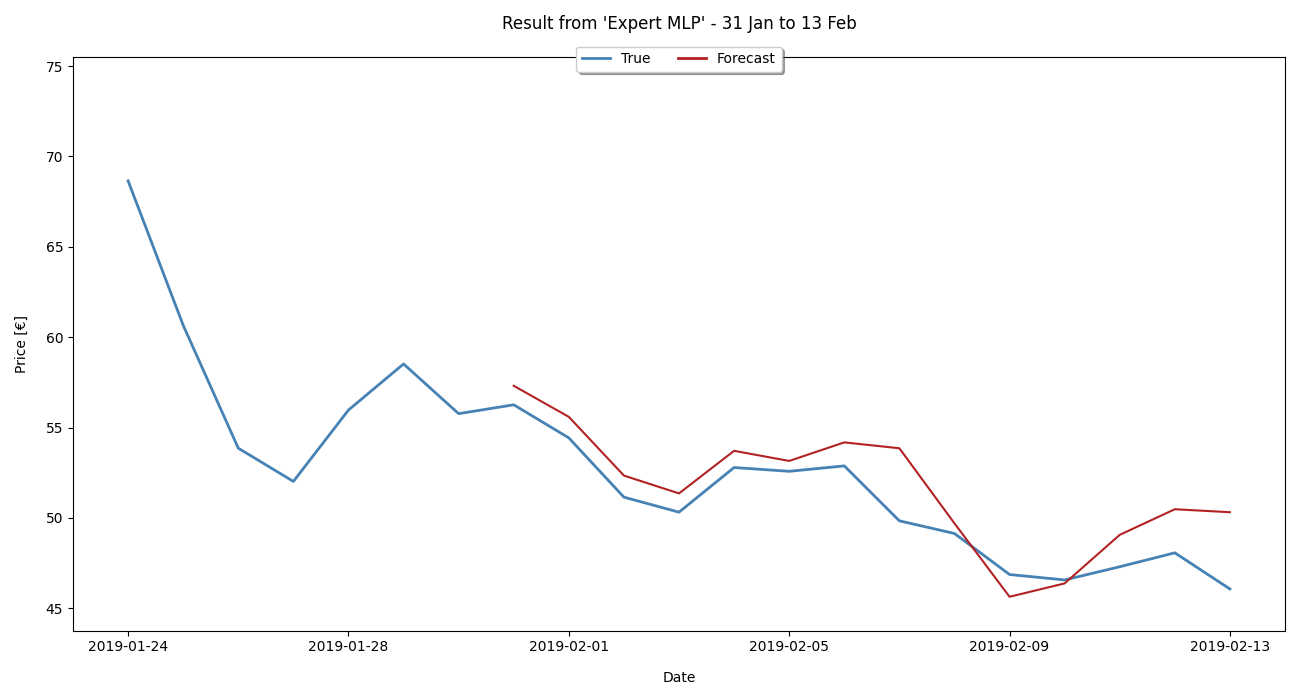 Result from 'Expert MLP' - 31 Jan to 13 Feb
True Forecast
75
70
65
60
55
50
45
Price [€]
2019-01-24 2019-01-28 2019-02-01 2019-02-05 2019-02-09 2019-02-13
Date